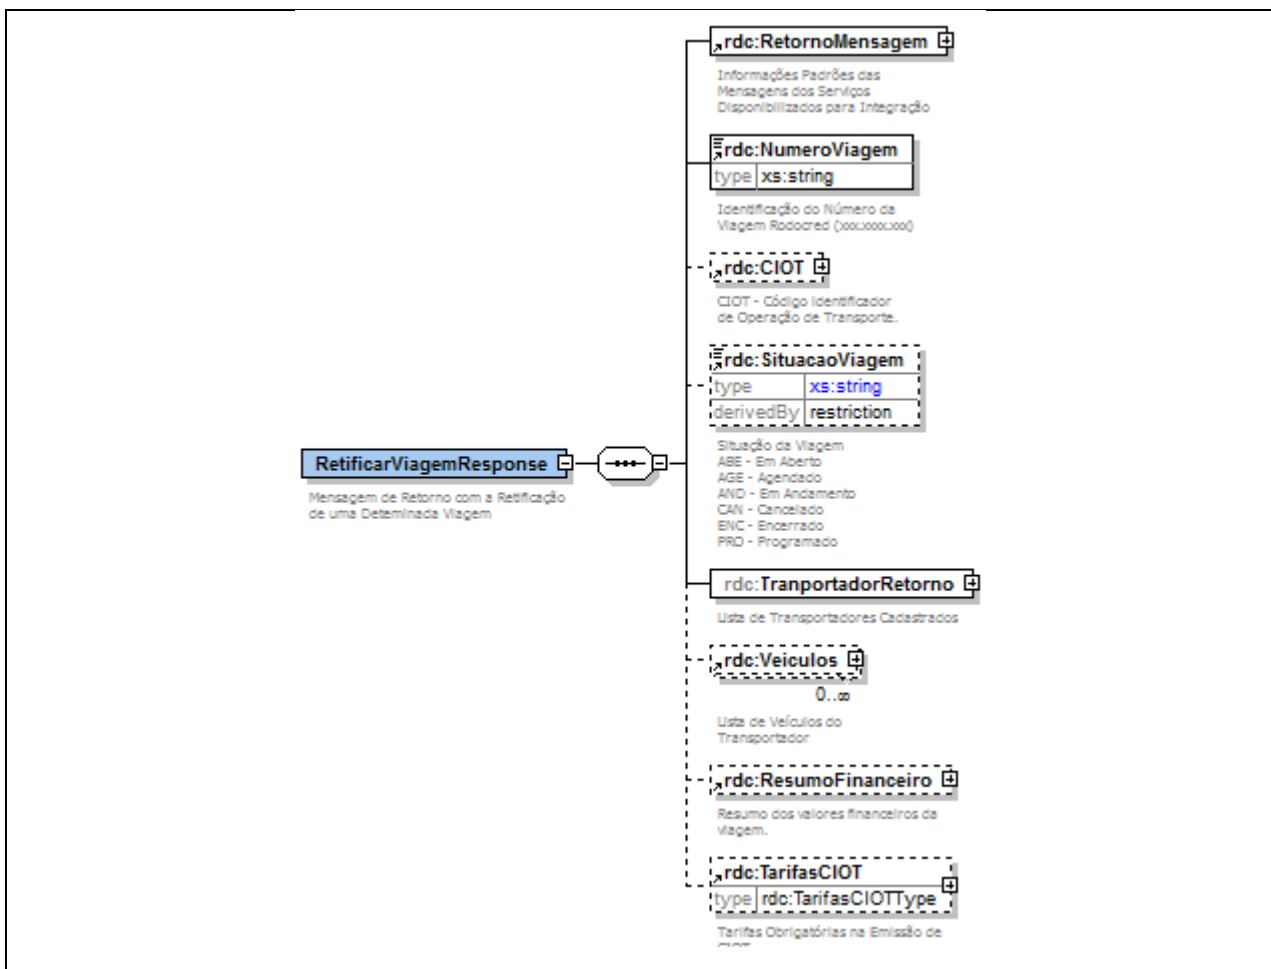 rdc:RetornoMensagem
Informações Padrões das
Mensagens dos Serviços
Disponibilizados para Integração
rdc:NumeroViagem
type xs:string
Identificação do Número da
Viagem Rodocred (xxx.xxxx.xxx)
rdc:CIOT
CIOT - Código Identificador
de Operação de Transporte.
rdc:SituacaoViagem
type xs:string
derivedBy restriction
Situação da Viagem
ABE - Em Aberto
AGE - Agendado
AND - Em Andamento
CAN - Cancelado
ENC - Encerrado
PRO - Programado
RetificarViagemResponse
Mensagem de Retorno com a Retificação
de uma Deteminada Viagem
rdc:TranportadorRetorno
Lista de Transportadores Cadastrados
rdc:Veiculos
0..∞
Lista de Veículos do
Transportador
rdc:ResumoFinanceiro
Resumo dos valores financeiros da
viagem.
rdc:TarifasCIOT
type rdc:TarifasCIOTType
Tarifas Obrigatórias na Emissão de